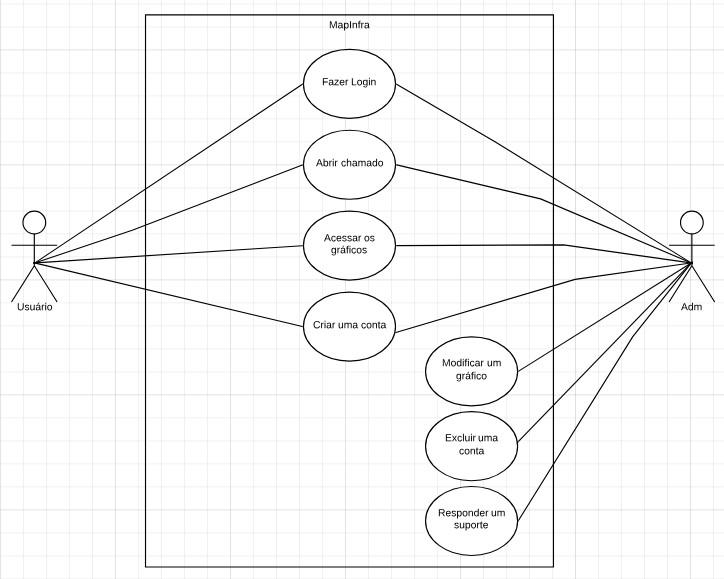 MapInfra
Fazer Login
Abrir chamado
Acessar os
gráficos
Usuário
Adm
Criar uma conta
Modificar um
gráfico
Excluir uma
conta
Responder um
suporte